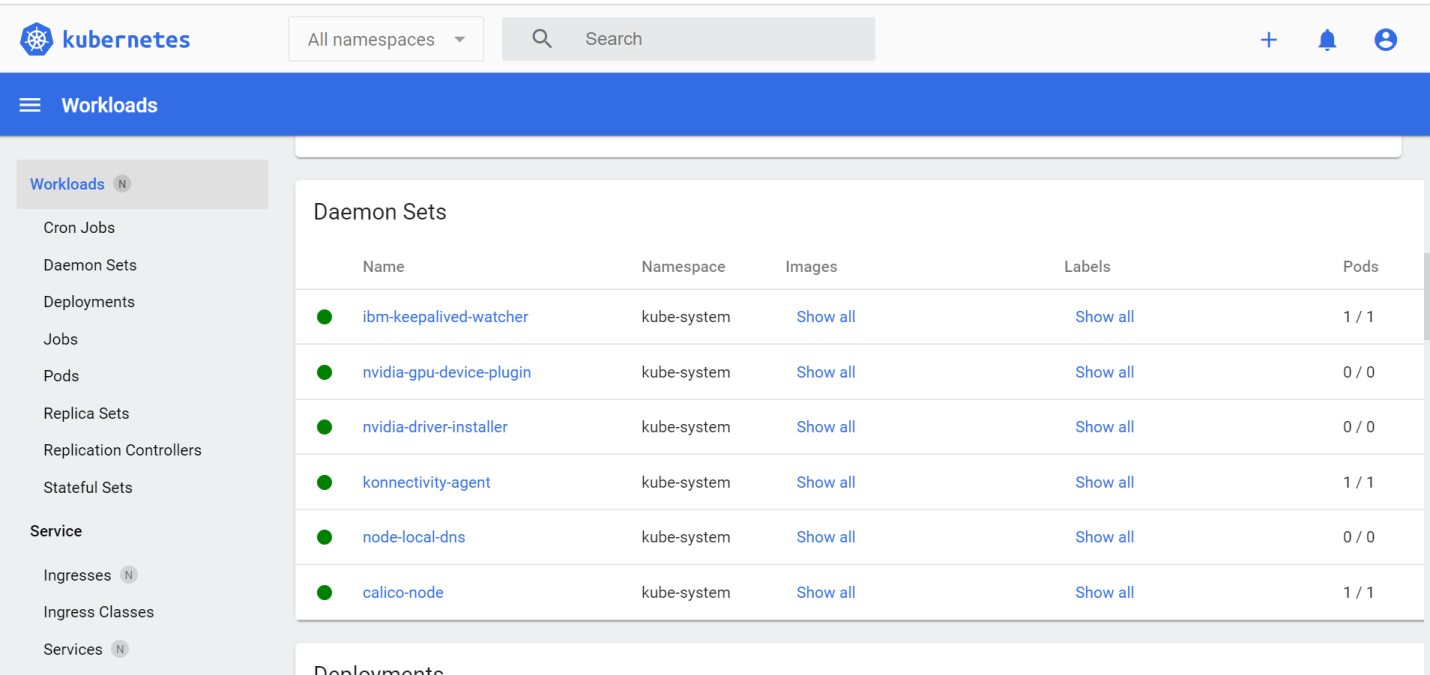 kubernetes
All namespaces
Search
Workloads
Workloads N
Cron Jobs
Daemon Sets
Deployments
Jobs
Pods
Replica Sets
Replication Controllers
Stateful Sets
Service
Ingresses N
Ingress Classes
Services N
Daemon Sets
Name Namespace Images Labels Pods
ibm-keepalived-watcher kube-system Show all Show all 1 / 1
nvidia-gpu-device-plugin kube-system Show all Show all 0 / 0
nvidia-driver-installer kube-system Show all Show all 0 / 0
konnectivity-agent kube-system Show all Show all 1 / 1
node-local-dns kube-system Show all Show all 0 / 0
calico-node kube-system Show all Show all 1 / 1
Deployments